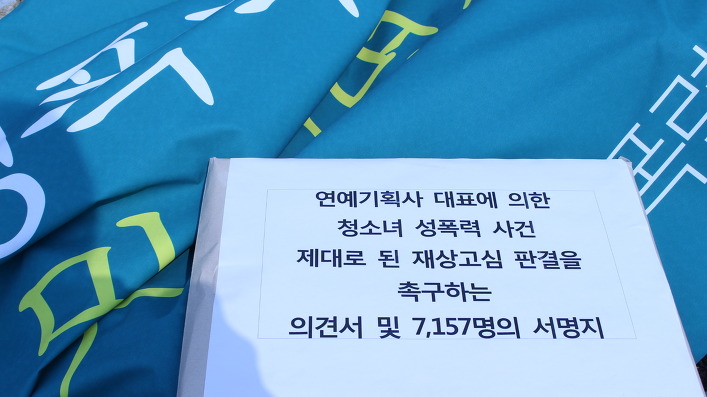 폭력
연예기획사 대표에 의한
청소녀 성폭력 사건
제대로 된 재상고심 판결을
촉구하는
의견서 및 7,157명의 서명지